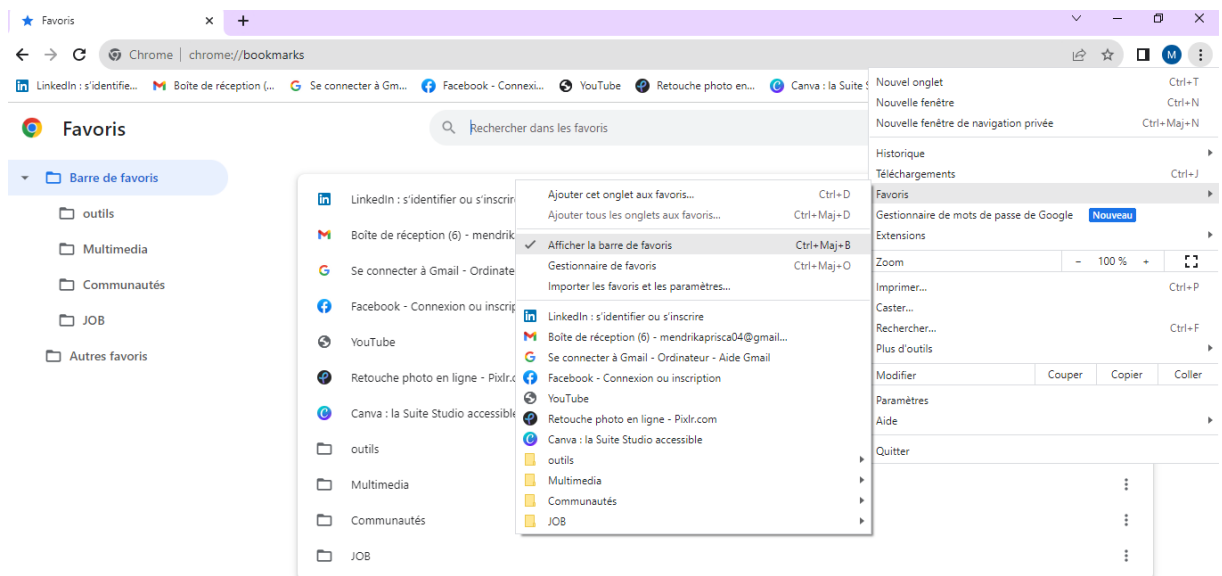 Favoris
Chrome | chrome://bookmarks
M
LinkedIn : s'identifie...
Boîte de réception (...
Se connecter à Gm...
Facebook - Connexi...
YouTube
Retouche photo en...
Canva : la Suite S
Favoris
Rechercher dans les favoris
Barre de favoris
outils
Multimedia
Communautés
JOB
Autres favoris
LinkedIn : s'identifier ou s'inscrire
Boîte de réception (6) - mendrik
Se connecter à Gmail - Ordinate
Facebook - Connexion ou inscrip
YouTube
Retouche photo en ligne - Pixlr.c
Canva : la Suite Studio accessible
outils
Multimedia
Communautés
JOB
Ajouter cet onglet aux favoris... Ctrl+D
Ajouter tous les onglets aux favoris... Ctrl+Maj+D
Afficher la barre de favoris Ctrl+Maj+B
Gestionnaire de favoris Ctrl+Maj+O
Importer les favoris et les paramètres...
LinkedIn : s'identifier ou s'inscrire
Boîte de réception (6) - mendrikaprisca04@gmail...
Se connecter à Gmail - Ordinateur - Aide Gmail
Facebook - Connexion ou inscription
YouTube
Retouche photo en ligne - Pixlr.com
Canva : la Suite Studio accessible
outils
Multimedia
Communautés
JOB
Nouvel onglet Ctrl+T
Nouvelle fenêtre Ctrl+N
Nouvelle fenêtre de navigation privée Ctrl+Maj+N
Historique
Téléchargements Ctrl+J
Favoris
Gestionnaire de mots de passe de Google Nouveau
Extensions
Zoom - 100 % +
Imprimer... Ctrl+P
Caster...
Rechercher... Ctrl+F
Plus d'outils
Modifier Couper Copier Coller
Paramètres
Aide
Quitter